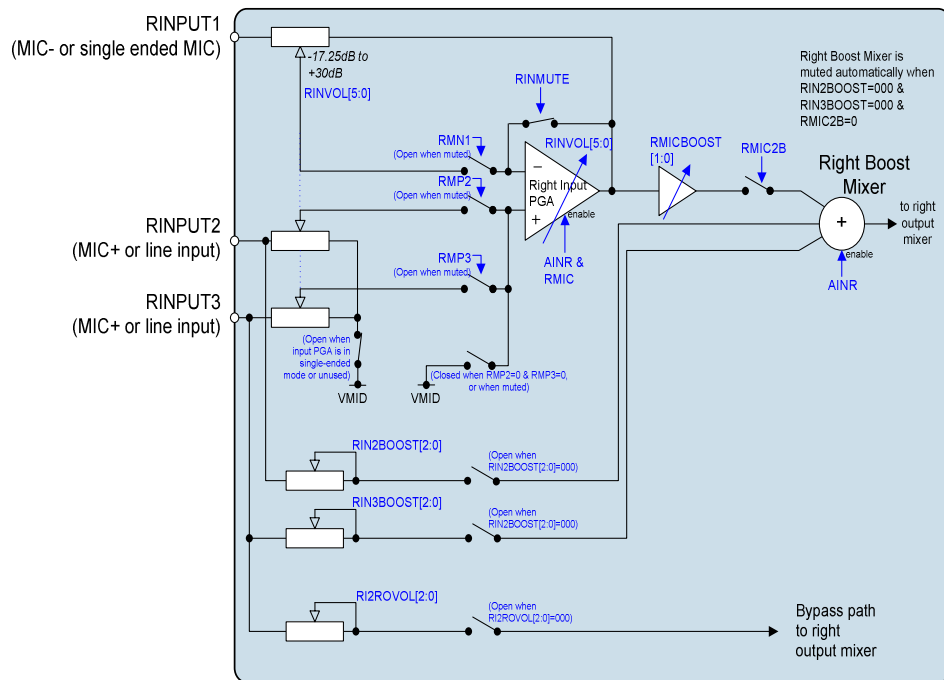 RINPUT1
(MIC- or single ended MIC)
-17.25dB to
+30dB
RINVOL[5:0]
Right Boost Mixer is
muted automatically when
RIN2BOOST=000 &
RIN3BOOST=000 &
RMIC2B=0
RINMUTE
RMN1
(Open when muted)
RINVOL[5:0]
RMICBOOST
[1:0]
RMIC2B
Right Boost
Mixer
RMP2
(Open when muted)
−
Right Input
PGA
+
enable
+
to right
output
mixer
enable
RINPUT2
(MIC+ or line input)
AINR &
RMIC
AINR
RMP3
(Open when muted)
RINPUT3
(MIC+ or line input)
(Open when
input PGA is in
single-ended
mode or unused)
VMID
(Closed when RMP2=0 & RMP3=0,
or when muted)
VMID
RIN2BOOST[2:0]
(Open when
RIN2BOOST[2:0]=000)
RIN3BOOST[2:0]
(Open when
RIN2BOOST[2:0]=000)
RI2ROVOL[2:0]
(Open when
RI2ROVOL[2:0]=000)
Bypass path
to right
output mixer